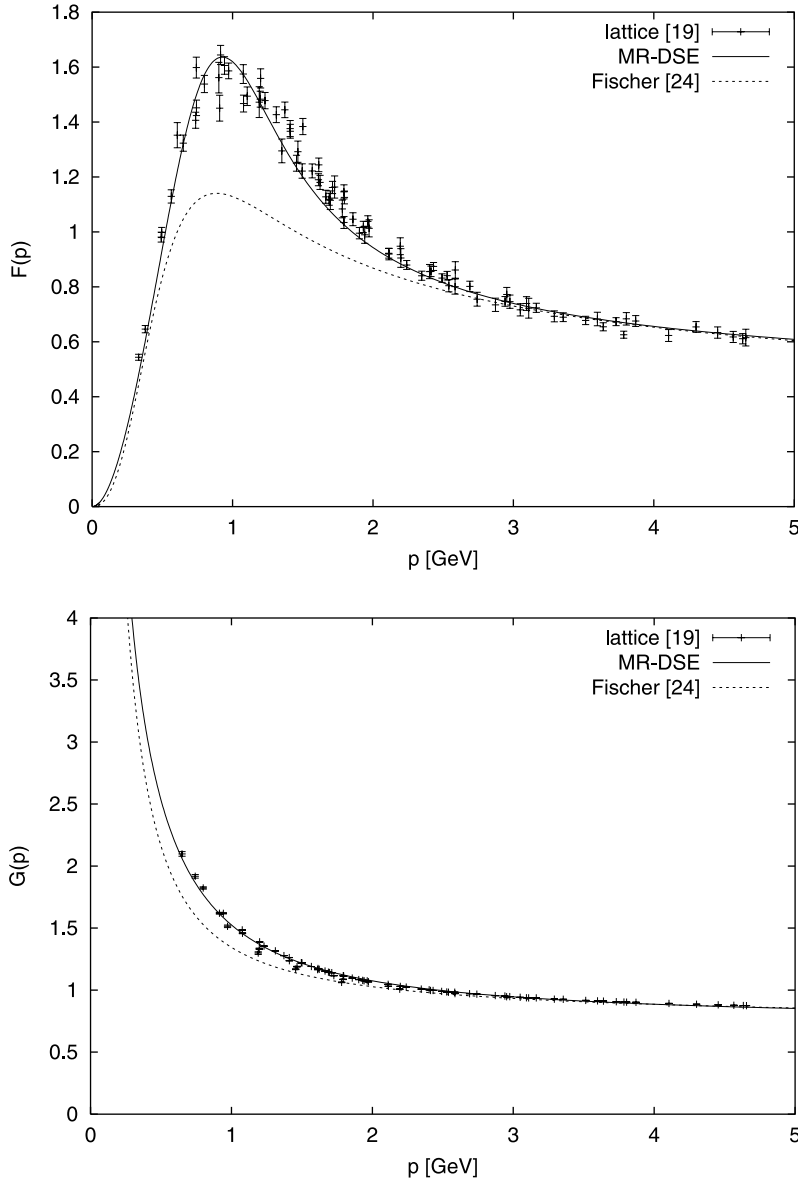 1.8
1.6
1.4
1.2
1
0.8
0.6
0.4
0.2
0
F(p)
lattice [19]
MR-DSE
Fischer [24]
0 1 2 3 4 5
p [GeV]
4
3.5
3
2.5
2
1.5
1
0.5
0
G(p)
lattice [19]
MR-DSE
Fischer [24]
0 1 2 3 4 5
p [GeV]